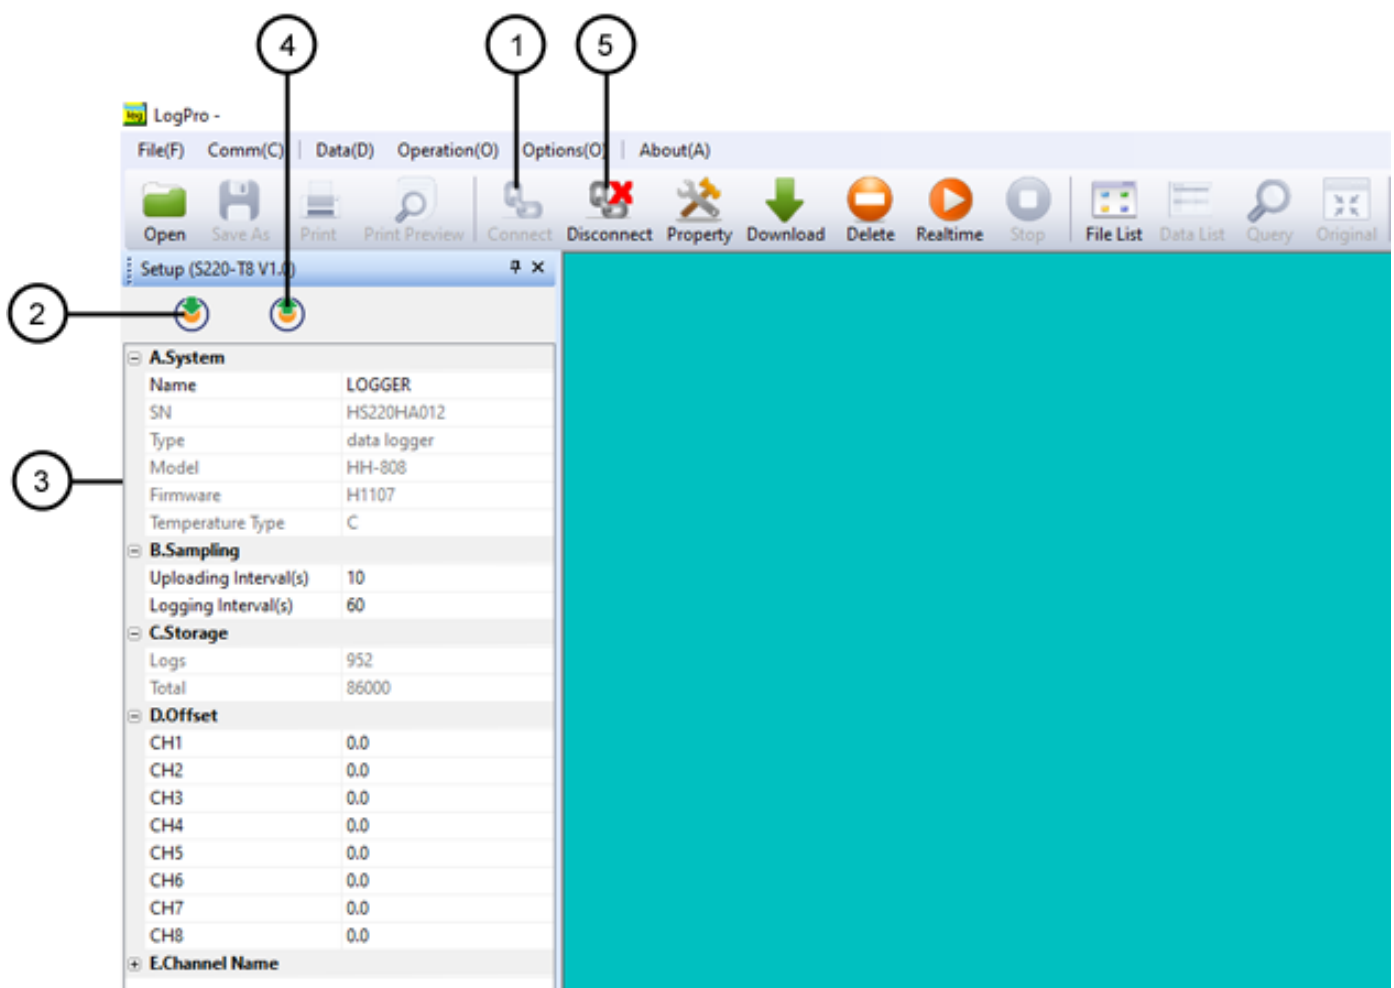 4 1 5
log LogPro -
File(F) Comm(C) Data(D) Operation(O) Options(O) About(A)
Open Save As Print Print Preview Connect Disconnect Property Download Delete Realtime Stop File List Data List Query Original
Setup (S220-T8 V1.0)
2
A.System
Name LOGGER
SN HS220HA012
Type data logger
Model HH-808
3
Firmware H1107
Temperature Type C
B.Sampling
Uploading Interval(s) 10
Logging Interval(s) 60
C.Storage
Logs 952
Total 86000
D.Offset
CH1 0.0
CH2 0.0
CH3 0.0
CH4 0.0
CH5 0.0
CH6 0.0
CH7 0.0
CH8 0.0
E.Channel Name